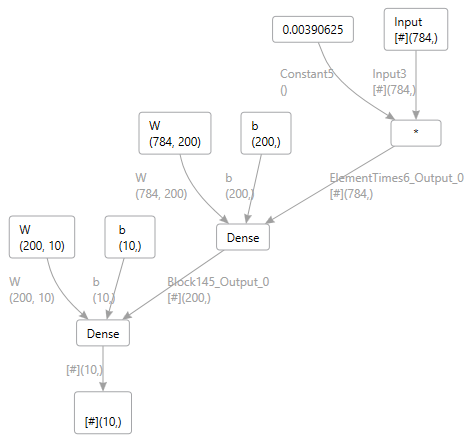 0.00390625
Input
[#](784,)
Constant5
()
Input3
[#](784,)
*
W
(784, 200)
b
(200,)
W
(784, 200)
b
(200,)
ElementTimes6_Output_0
[#](784,)
Dense
W
(200, 10)
b
(10,)
W
(200, 10)
b
(10,)
Block145_Output_0
[#](200,)
Dense
[#](10,)
[#](10,)